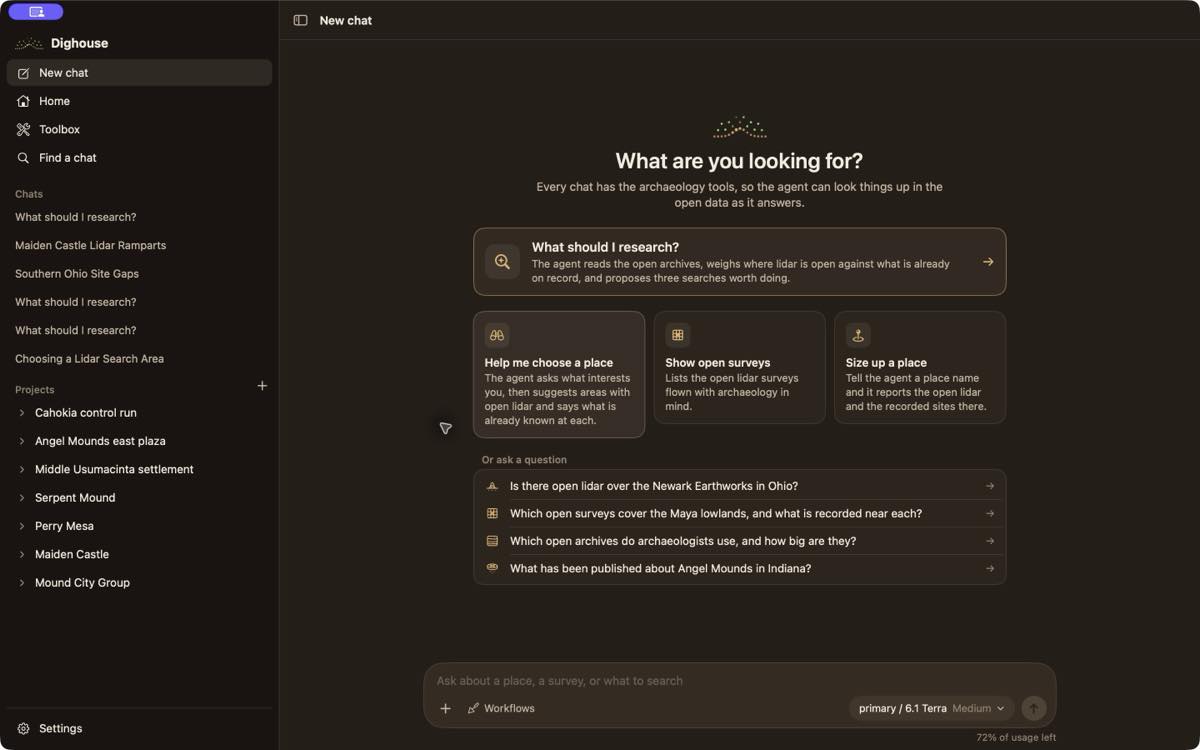 Dighouse
New chat
Home
Toolbox
Find a chat
Chats
What should I research?
Maiden Castle Lidar Ramparts
Southern Ohio Site Gaps
What should I research?
What should I research?
Choosing a Lidar Search Area
Projects
Cahokia control run
Angel Mounds east plaza
Middle Usumacinta settlement
Serpent Mound
Perry Mesa
Maiden Castle
Mound City Group
Settings
New chat
What are you looking for?
Every chat has the archaeology tools, so the agent can look things up in the
open data as it answers.
What should I research?
The agent reads the open archives, weighs where lidar is open against what is already
on record, and proposes three searches worth doing.
Help me choose a place
The agent asks what interests
you, then suggests areas with
open lidar and says what is
already known at each.
Show open surveys
Lists the open lidar surveys
flown with archaeology in
mind.
Size up a place
Tell the agent a place name
and it reports the open lidar
and the recorded sites there.
Or ask a question
Is there open lidar over the Newark Earthworks in Ohio?
Which open surveys cover the Maya lowlands, and what is recorded near each?
Which open archives do archaeologists use, and how big are they?
What has been published about Angel Mounds in Indiana?
Ask about a place, a survey, or what to search
Workflows
primary / 6.1 Terra Medium
72% of usage left